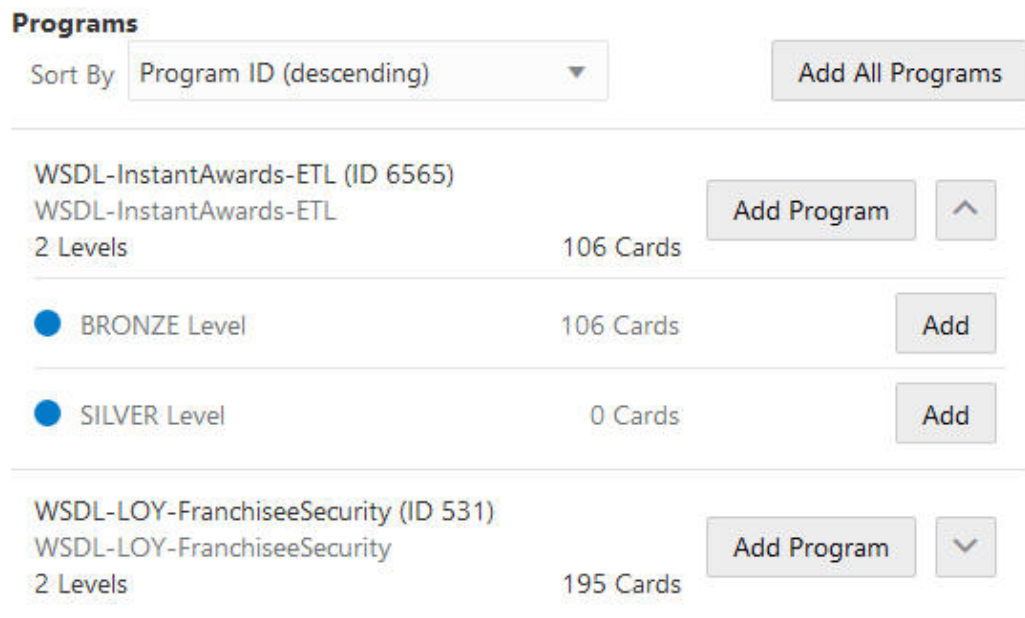 Programs
Sort By Program ID (descending) Add All Programs
WSDL-InstantAwards-ETL (ID 6565)
WSDL-InstantAwards-ETL Add Program
2 Levels 106 Cards
BRONZE Level 106 Cards Add
SILVER Level 0 Cards Add
WSDL-LOY-FranchiseeSecurity (ID 531)
WSDL-LOY-FranchiseeSecurity Add Program
2 Levels 195 Cards